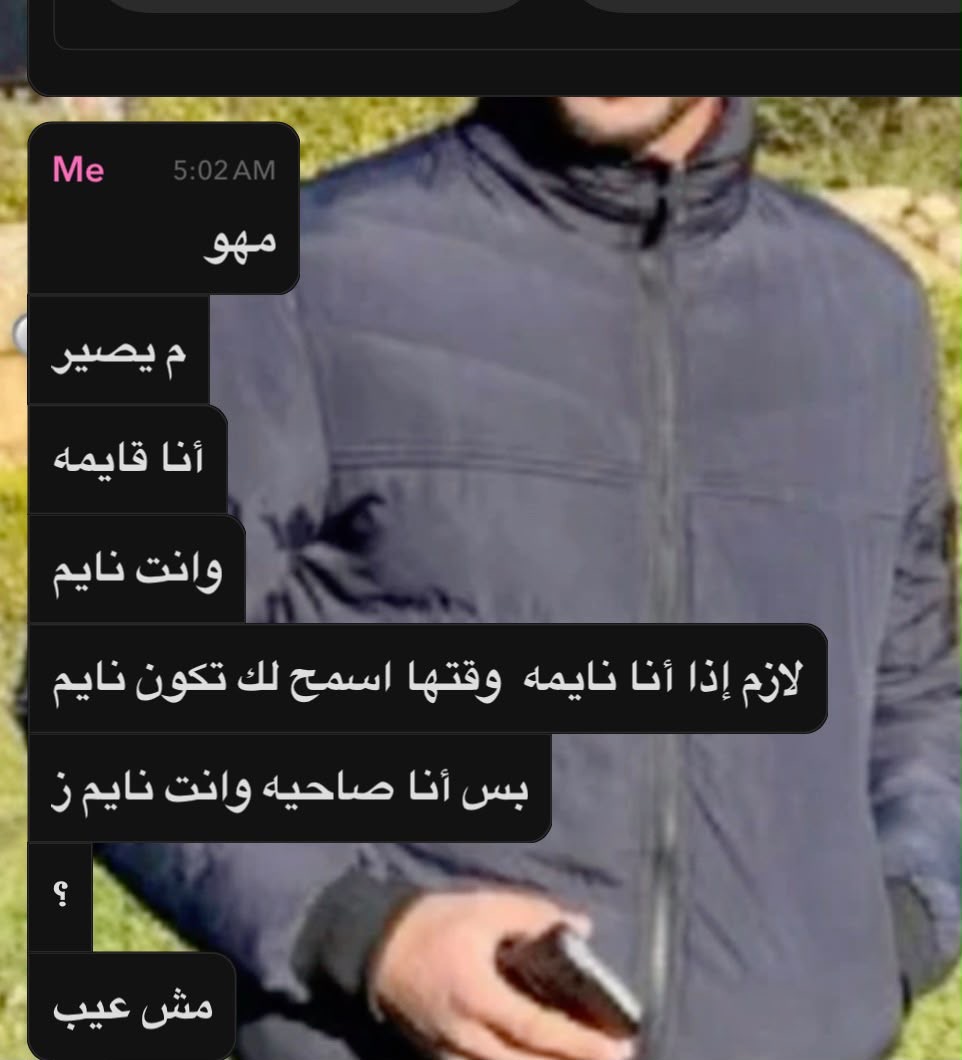 Me 5:02 AM
مهو
م يصير
أنا قايمه
وانت نايم
لازم إذا أنا نايمه وقتها اسمح لك تكون نايم
بس أنا صاحيه وانت نايم ز
؟
مش عيب